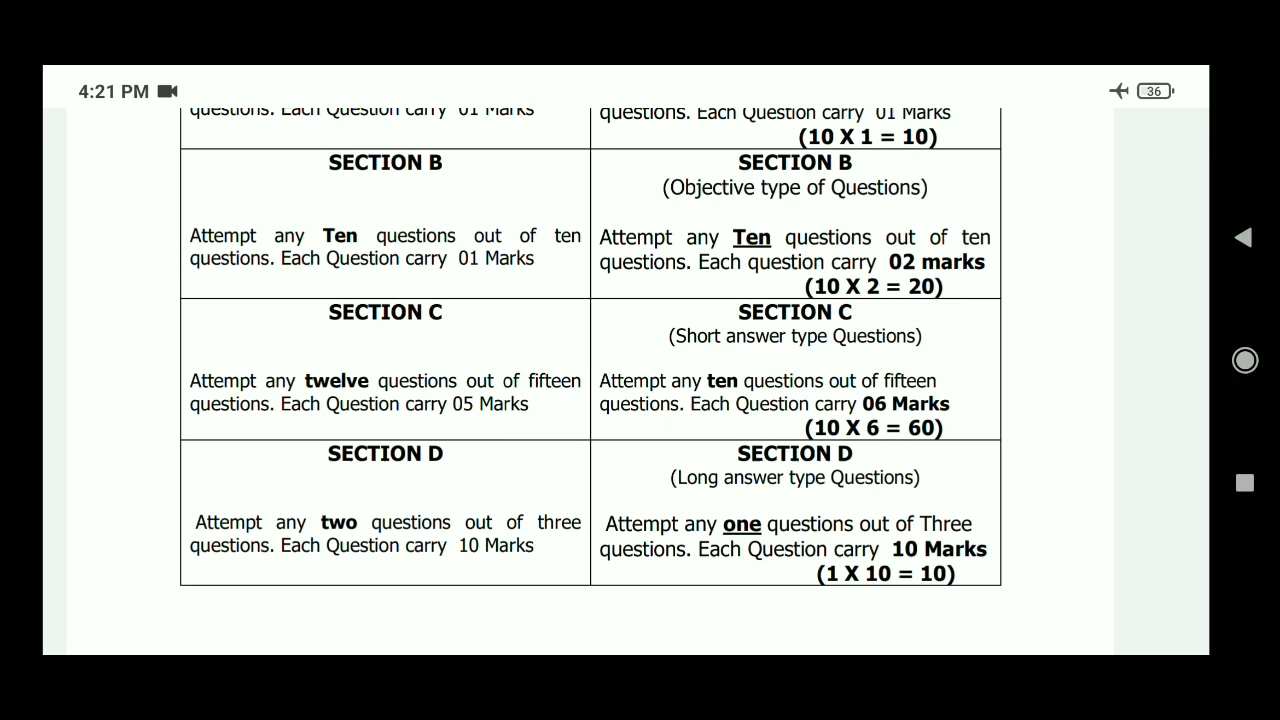 4:21 PM
36
questions. Each Question carry 01 Marks
questions. Each Question carry 01 Marks
(10 X 1 = 10)
SECTION B
Attempt any Ten questions out of ten
questions. Each Question carry 01 Marks
SECTION B
(Objective type of Questions)
Attempt any Ten questions out of ten
questions. Each question carry 02 marks
(10 X 2 = 20)
SECTION C
Attempt any twelve questions out of fifteen
questions. Each Question carry 05 Marks
SECTION C
(Short answer type Questions)
Attempt any ten questions out of fifteen
questions. Each Question carry 06 Marks
(10 X 6 = 60)
SECTION D
Attempt any two questions out of three
questions. Each Question carry 10 Marks
SECTION D
(Long answer type Questions)
Attempt any one questions out of Three
questions. Each Question carry 10 Marks
(1 X 10 = 10)